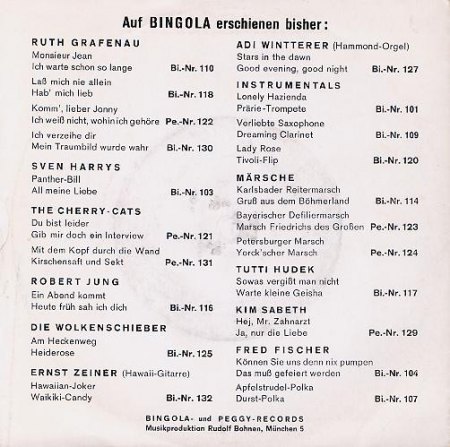 Auf BINGOLA erschienen bisher:
RUTH GRAFENAU
Monsieur Jean
Ich warte schon so lange Bi.-Nr. 110
Laß mich nie allein
Hab' mich lieb Bi.-Nr. 118
Komm', lieber Jonny
Ich weiß nicht, wohin ich gehöre Pe.-Nr. 122
Ich verzeihe dir
Mein Traumbild wurde wahr Bi.-Nr. 130
SVEN HARRYS
Panther-Bill
All meine Liebe Bi.-Nr. 103
THE CHERRY-CATS
Du bist leider
Gib mir doch ein Interview Pe.-Nr. 121
Mit dem Kopf durch die Wand
Kirschensaft und Sekt Pe.-Nr. 131
ROBERT JUNG
Ein Abend kommt
Heute früh sah ich dich Bi.-Nr. 116
DIE WOLKENSCHIEBER
Am Heckenweg
Heiderose Bi.-Nr. 125
ERNST ZEINER (Hawaii-Gitarre)
Hawaiian-Joker
Waikiki-Candy Bi.-Nr. 132
ADI WINTTERER (Hammond-Orgel)
Stars in the dawn
Good evening, good night Bi.-Nr. 127
INSTRUMENTALS
Lonely Hazienda
Prärie-Trompete Bi.-Nr. 101
Verliebte Saxophone
Dreaming Clarinet Bi.-Nr. 109
Lady Rose
Tivoli-Flip Bi.-Nr. 120
MÄRSCHE
Karlsbader Reitermarsch
Gruß aus dem Böhmerland Bi.-Nr. 114
Bayerischer Defiliermarsch
Marsch Friedrichs des Großen Pe.-Nr. 123
Petersburger Marsch
Yorck'scher Marsch Pe.-Nr. 124
TUTTI HUDEK
Sowas vergißt man nicht
Warte kleine Geisha Bi.-Nr. 117
KIM SABETH
Hej, Mr. Zahnarzt
Ja, nur die Liebe Pe.-Nr. 129
FRED FISCHER
Können Sie uns denn nix pumpen
Das muß gefeiert werden Bi.-Nr. 104
Apfelstrudel-Polka
Durst-Polka Bi.-Nr. 107
BINGOLA- und PEGGY-RECORDS
Musikproduktion Rudolf Bohnen, München 5